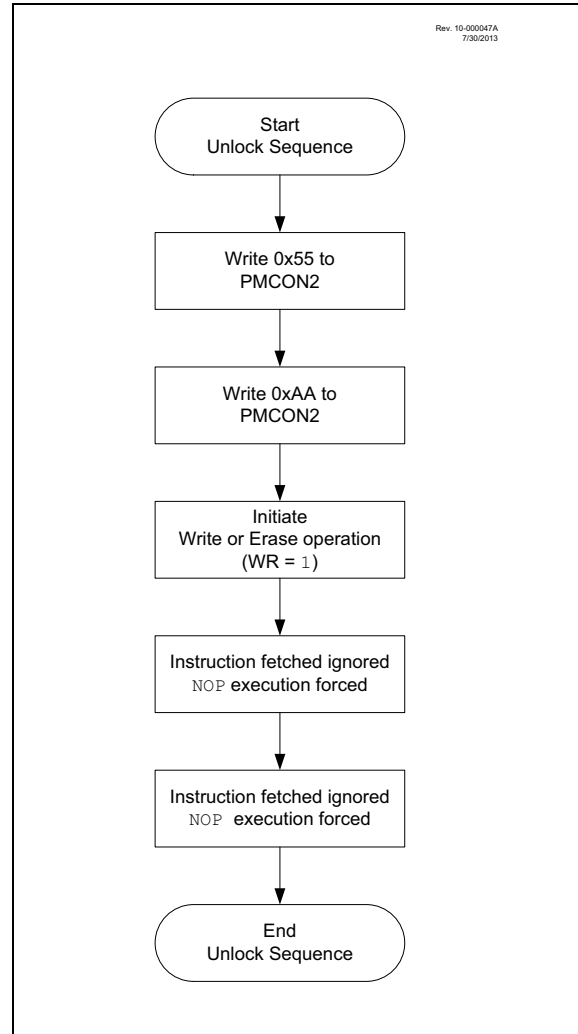 Rev. 10-000047A
7/30/2013
Start
Unlock Sequence
Write 0x55 to
PMCON2
Write 0xAA to
PMCON2
Initiate
Write or Erase operation
(WR = 1)
Instruction fetched ignored
NOP execution forced
Instruction fetched ignored
NOP execution forced
End
Unlock Sequence